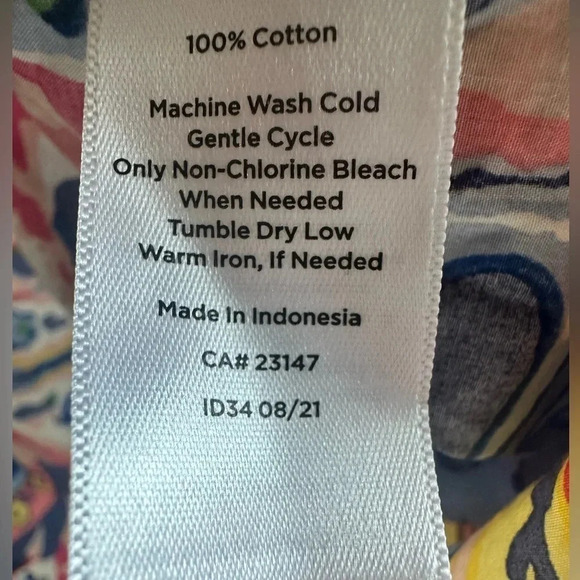 100% Cotton
Machine Wash Cold
Gentle Cycle
Only Non-Chlorine Bleach
When Needed
Tumble Dry Low
Warm Iron, If Needed
Made In Indonesia
CA# 23147
ID34 08/21